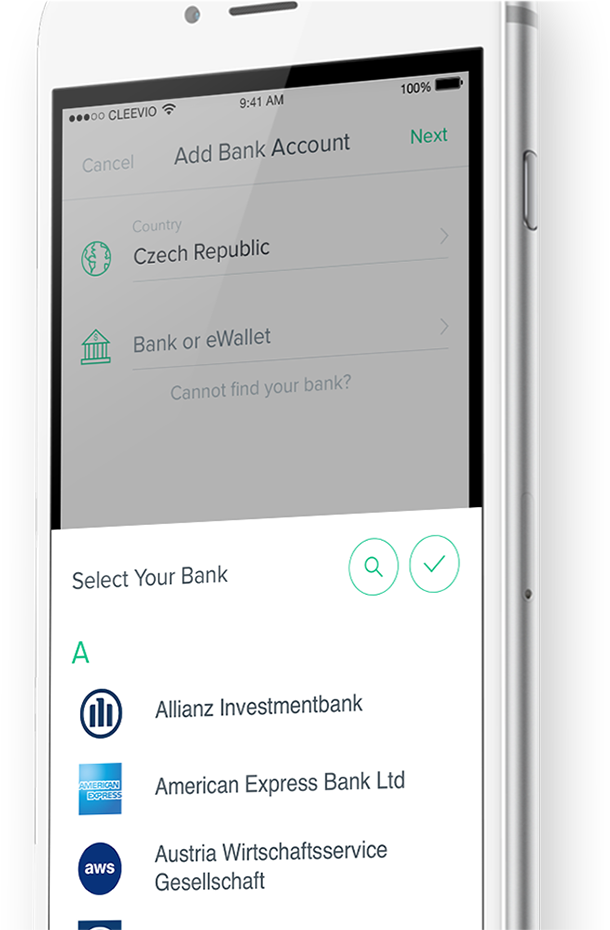 CLEEVIO 9:41 AM 100%
Cancel Add Bank Account Next
Country
Czech Republic
Bank or eWallet
Cannot find your bank?
Select Your Bank
A
Allianz Investmentbank
AMERICAN
EXPRESS
American Express Bank Ltd
aws
Austria Wirtschaftsservice
Gesellschaft